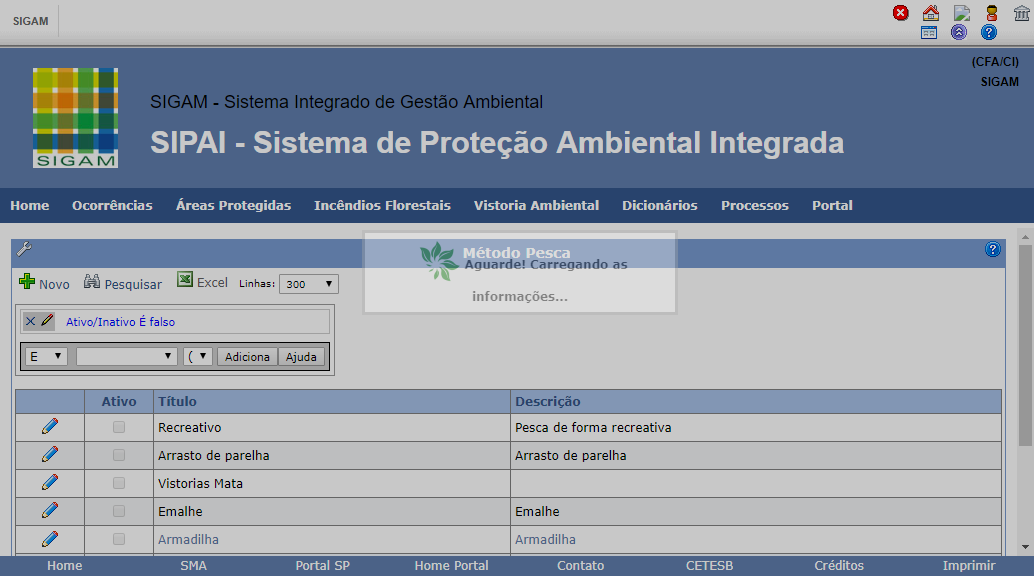 SIGAM
(CFA/CI)
SIGAM
SIGAM - Sistema Integrado de Gestão Ambiental
SIPAI - Sistema de Proteção Ambiental Integrada
SIGAM
Home Ocorrências Áreas Protegidas Incêndios Florestais Vistoria Ambiental Dicionários Processos Portal
Método Pesca
Aguarde! Carregando as
informações...
Novo Pesquisar Excel Linhas: 300
Ativo/Inativo É falso
E ( Adiciona Ajuda
Ativo Título Descrição
Recreativo Pesca de forma recreativa
Arrasto de parelha Arrasto de parelha
Vistorias Mata
Emalhe Emalhe
Armadilha Armadilha
Home SMA Portal SP Home Portal Contato CETESB Créditos Imprimir